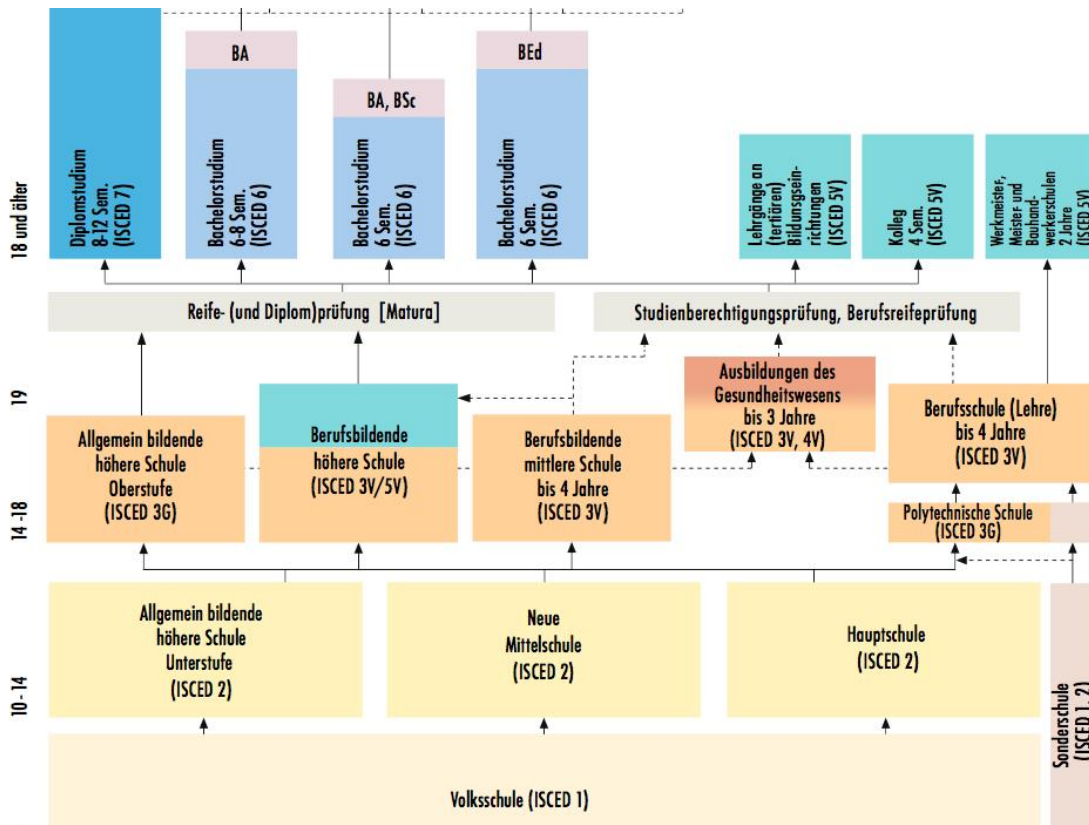 BA
BEd
BA, BSc
18 und älter
Diplomstudium
8-12 Sem.
(ISCED 7)
Bachelorstudium
6-8 Sem.
(ISCED 6)
Bachelorstudium
6 Sem.
(ISCED 6)
Bachelorstudium
6 Sem.
(ISCED 6)
Lehrgänge an
(tertiären)
Bildungsein-
richtungen
(ISCED 5V)
Kolleg
4 Sem.
(ISCED 5V)
Werkmeister-,
Meister- und
Bauhand-
werkerschulen
2 Jahre
(ISCED 5V)
Reife- (und Diplom)prüfung [Matura]
Studienberechtigungsprüfung, Berufsreifeprüfung
19
Ausbildungen des
Gesundheitswesens
bis 3 Jahre
(ISCED 3V, 4V)
14-18
Allgemein bildende
höhere Schule
Oberstufe
(ISCED 3G)
Berufsbildende
höhere Schule
(ISCED 3V/5V)
Berufsbildende
mittlere Schule
bis 4 Jahre
(ISCED 3V)
Berufsschule (Lehre)
bis 4 Jahre
(ISCED 3V)
Polytechnische Schule
(ISCED 3G)
10-14
Allgemein bildende
höhere Schule
Unterstufe
(ISCED 2)
Neue
Mittelschule
(ISCED 2)
Hauptschule
(ISCED 2)
Sonderschule
(ISCED 1, 2)
Volksschule (ISCED 1)